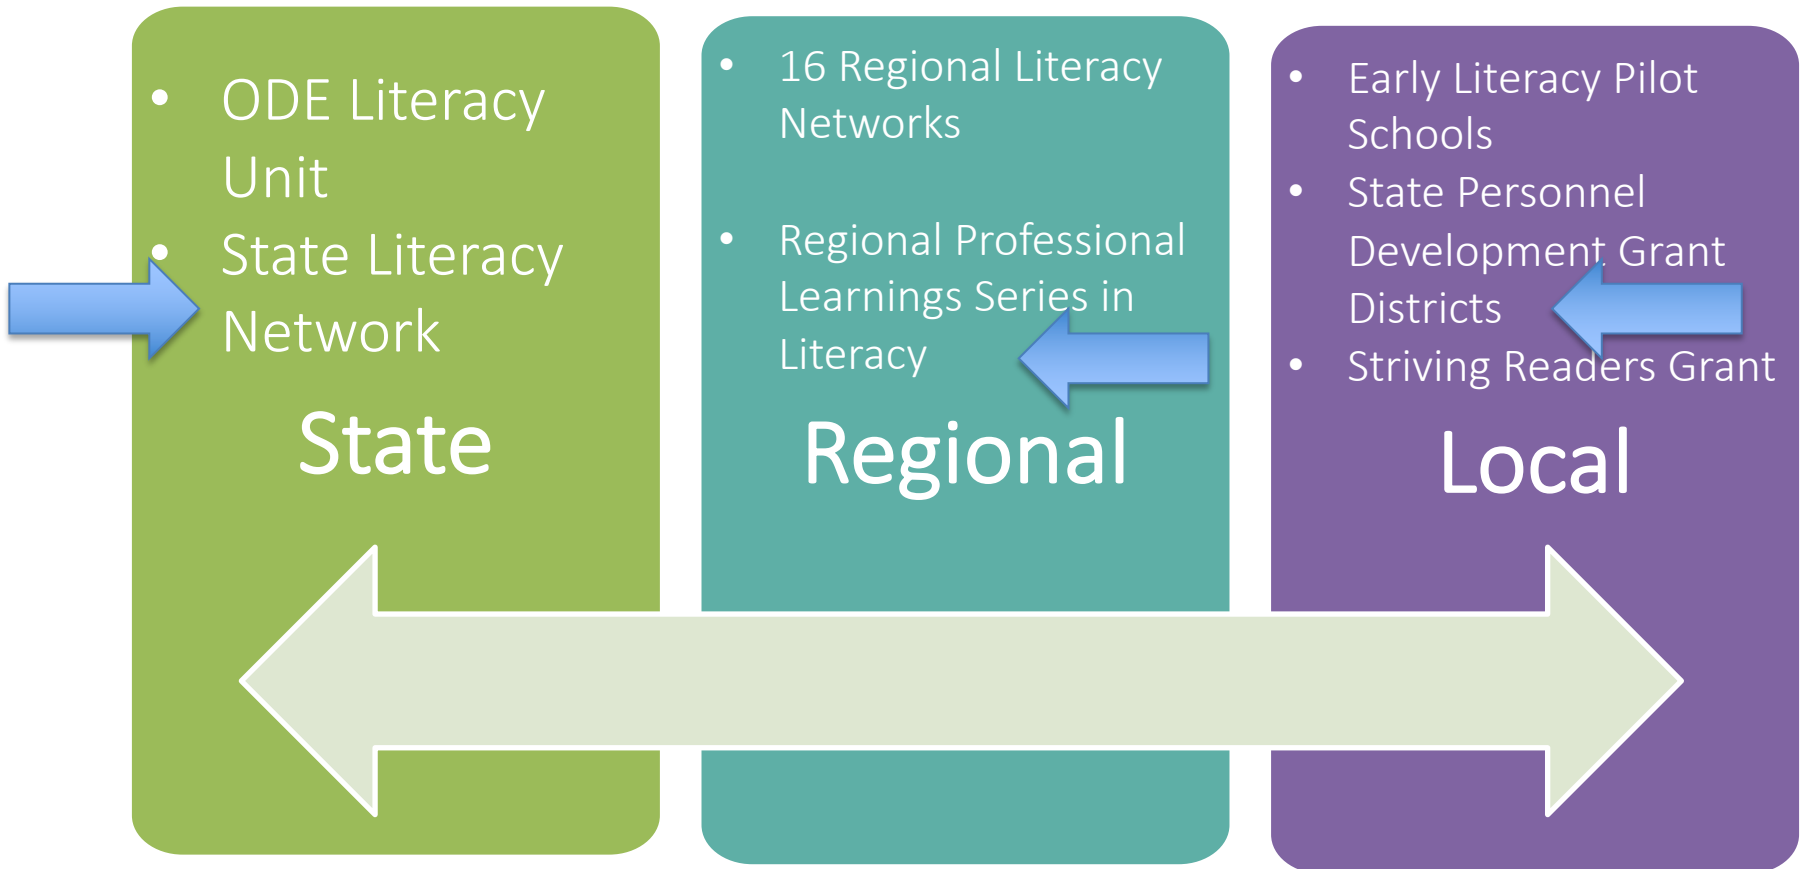 • ODE Literacy
Unit
• State Literacy
Network
State
• 16 Regional Literacy
Networks
• Regional Professional
Learnings Series in
Literacy
Regional
• Early Literacy Pilot
Schools
• State Personnel
Development Grant
Districts
• Striving Readers Grant
Local